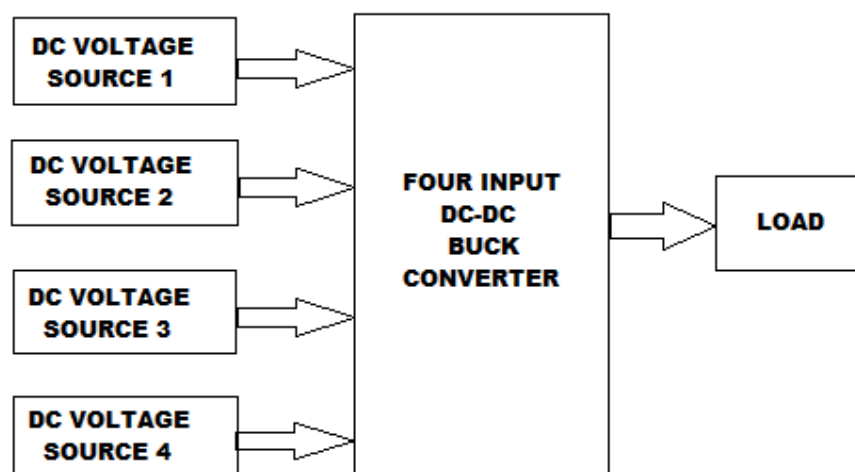 DC VOLTAGE
SOURCE 1
DC VOLTAGE
SOURCE 2
DC VOLTAGE
SOURCE 3
DC VOLTAGE
SOURCE 4
FOUR INPUT
DC-DC
BUCK
CONVERTER
LOAD